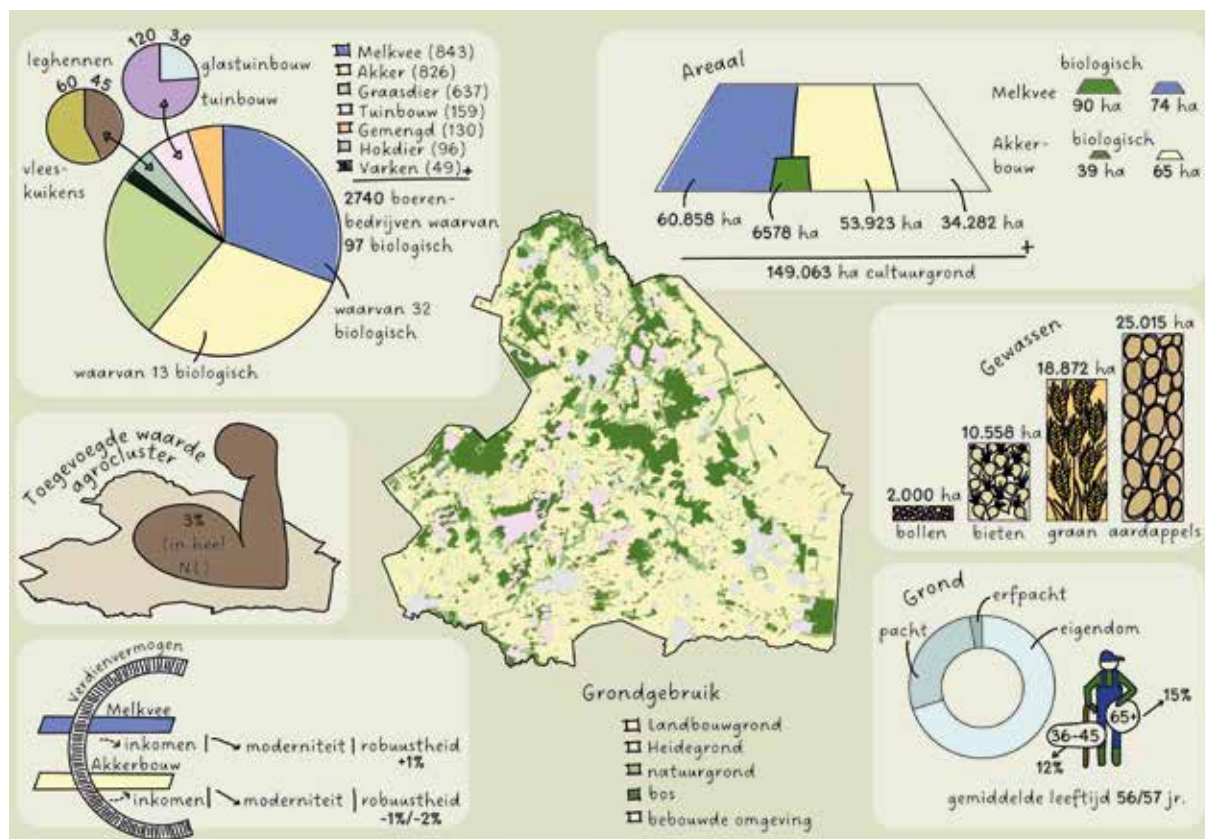 120 38
leghennen
glastuinbouw
60 45
tuinbouw
vlees-
kuikens
Melkvee (843)
Akker (826)
Graasdier (637)
Tuinbouw (159)
Gemengd (130)
Hokdier (96)
Varken (49) +
2740 boeren-
bedrijven waarvan
97 biologisch
waarvan 32
biologisch
waarvan 13 biologisch
Areaal
biologisch
Melkvee
90 ha 74 ha
Akker-
bouw
biologisch
39 ha 65 ha
60.858 ha
6578 ha
53.923 ha
34.282 ha
+
149.063 ha cultuurgrond
Gewassen
25.015 ha
18.872 ha
10.558 ha
2.000 ha
bollen bieten graan aardappels
Toegevoegde waarde
agrocluster
3%
(in heel
Verdienvermogen
Melkvee
inkomen | moderniteit | robuustheid
+1%
Akkerbouw
inkomen | moderniteit | robuustheid
-1%/-2%
Grondgebruik
Landbouwgrond
Heidegrond
natuurgrond
bos
bebouwde omgeving
Grond
erfpacht
pacht
eigendom
15%
65+
36-45
12%
gemiddelde leeftijd 56/57 jr.